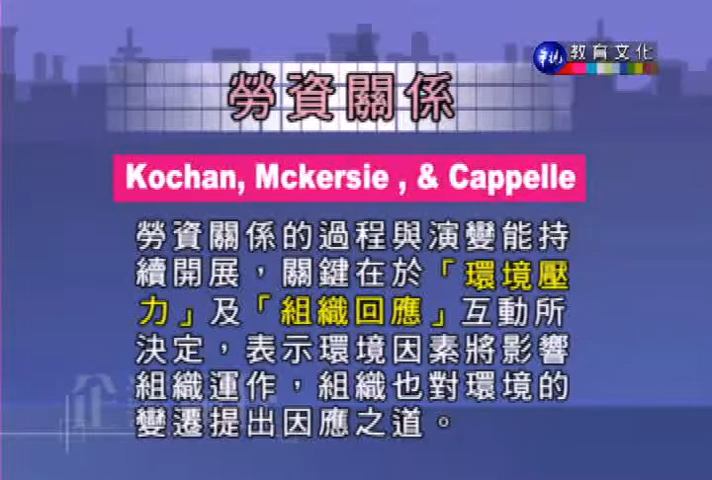 華視 教育文化
勞資關係
Kochan, Mckersie , & Cappelle
勞資關係的過程與演變能持
續開展，關鍵在於「環境壓
力」及「組織回應」互動所
決定，表示環境因素將影響
組織運作，組織也對環境的
變遷提出因應之道。